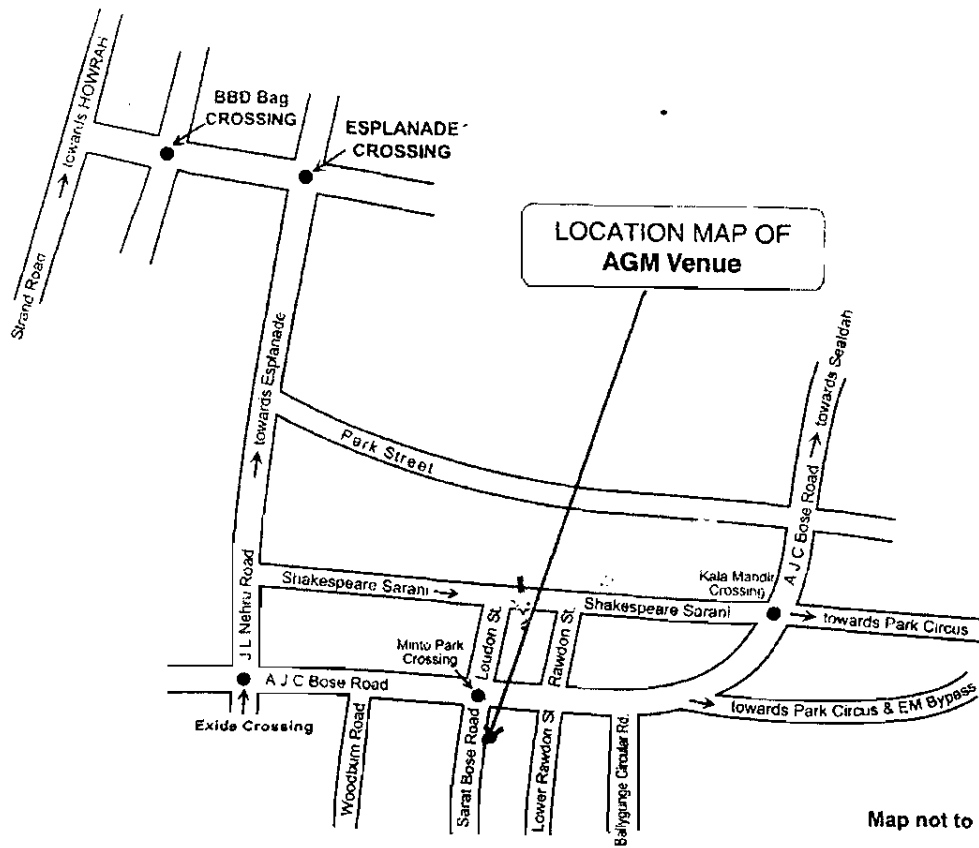 towards HOWRAH
Strand Road
BBD Bag
CROSSING
ESPLANADE
CROSSING
LOCATION MAP OF
AGM Venue
towards Esplanade
Park Street
towards Sealdah
A J C Bose Road
J L Nehru Road
Shakespeare Sarani
Kala Mandir
Crossing
Shakespeare Sarani
towards Park Circus
Loudon St.
Rawdon St.
Minto Park
Crossing
A J C Bose Road
Exide Crossing
towards Park Circus & EM Bypass
Woodburn Road
Sarat Bose Road
Lower Rawdon St.
Ballygunge Circular Rd.
Map not to